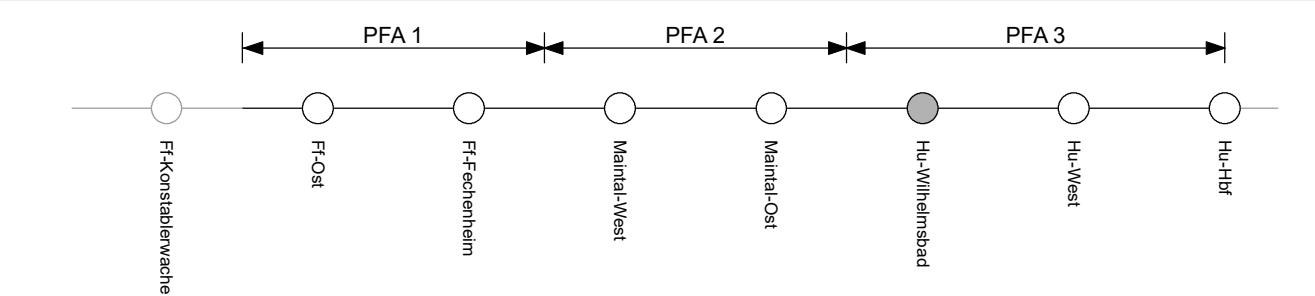 PFA 1
PFA 2
PFA 3
Ff-Konstablerwache
Ff-Ost
Ff-Fechenheim
Maintal-West
Maintal-Ost
Hu-Wilhelmsbad
Hu-West
Hu-Hbf